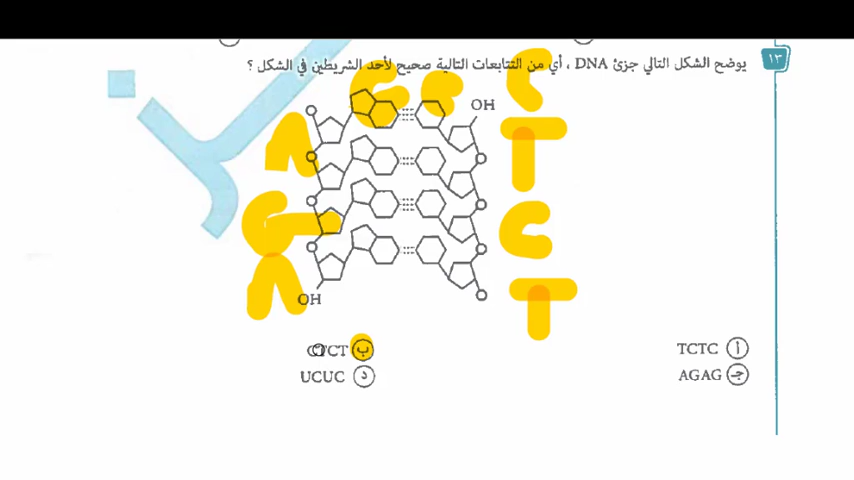 ١٣ يوضح الشكل التالي جزئ DNA ، أي من التتابعات التالية صحيح لأحد الشريطين في الشكل ؟
G G C
OH
A T
G C
A T
OH
أ TCTC
ب CTCT
جـ AGAG
د UCUC